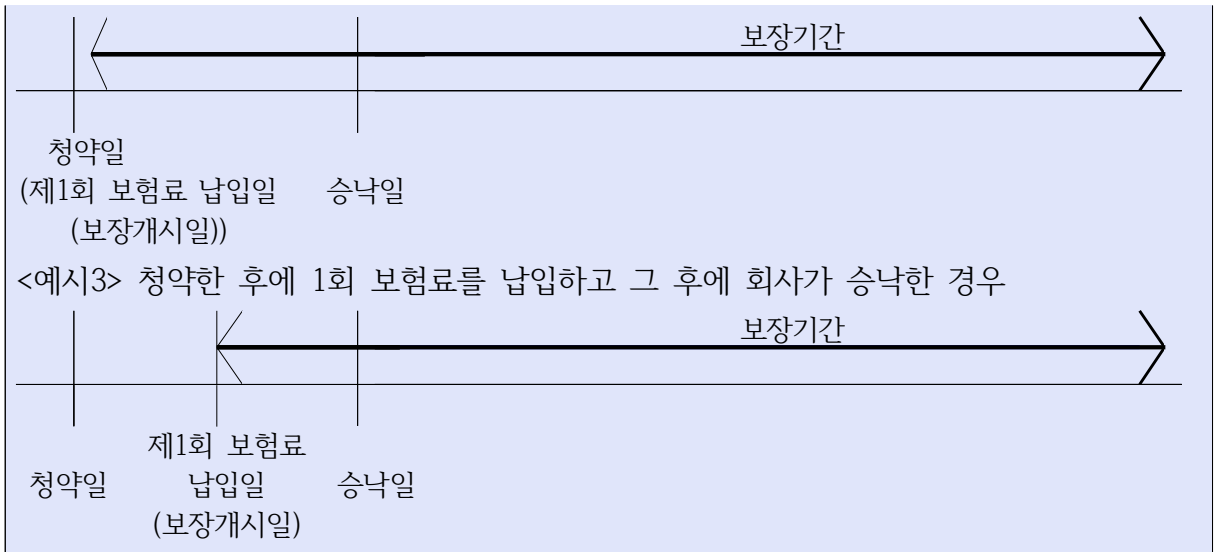 보장기간
청약일
(제1회 보험료 납입일 승낙일
(보장개시일))
<예시3> 청약한 후에 1회 보험료를 납입하고 그 후에 회사가 승낙한 경우
보장기간
제1회 보험료
청약일 납입일 승낙일
(보장개시일)